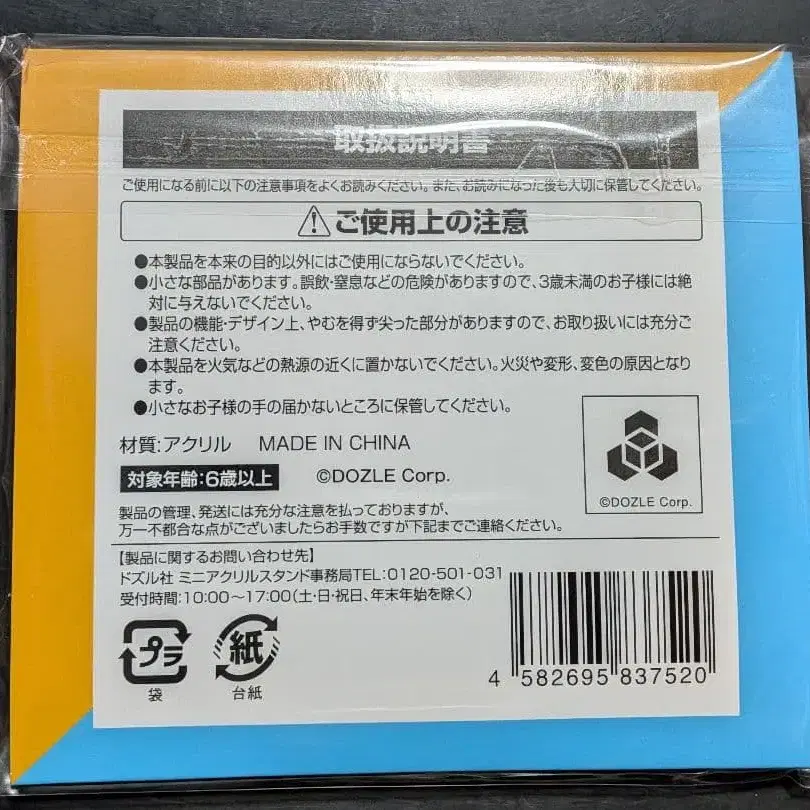 取扱説明書
ご使用になる前に以下の注意事項をよくお読みください。また、お読みになった後も大切に保管してください。
⚠ご使用上の注意
●本製品を本来の目的以外にはご使用にならないでください。
●小さな部品があります。誤飲・窒息などの危険がありますので、3歳未満のお子様には絶
対に与えないでください。
●製品の機能・デザイン上、やむを得ず尖った部分がありますので、お取り扱いには充分ご
注意ください。
●本製品を火気などの熱源の近くに置かないでください。火災や変形、変色の原因となり
ます。
●小さなお子様の手の届かないところに保管してください。
材質:アクリル MADE IN CHINA
対象年齢:6歳以上 ©DOZLE Corp.
©DOZLE Corp.
製品の管理、発送には充分な注意を払っておりますが、
万一不都合な点がございましたらお手数ですが下記までご連絡ください。
【製品に関するお問い合わせ先】
ドズル社 ミニアクリルスタンド事務局TEL:0120-501-031
受付時間:10:00〜17:00(土・日・祝日、年末年始を除く)
プラ
袋
紙
台紙
4 582695 837520